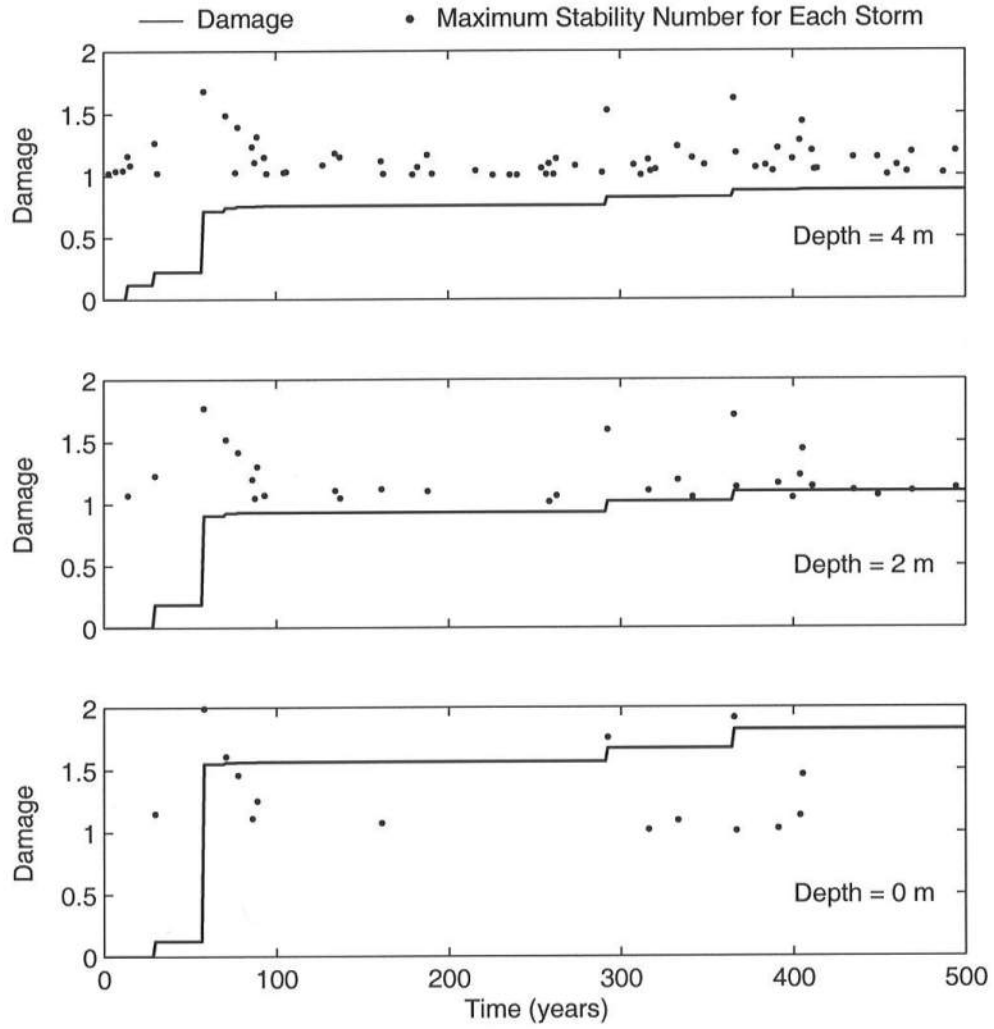 Damage
Maximum Stability Number for Each Storm
2
1.5
1
0.5
0
Damage
Depth = 4 m
2
1.5
1
0.5
0
Damage
Depth = 2 m
2
1.5
1
0.5
0
Damage
Depth = 0 m
0 100 200 300 400 500
Time (years)